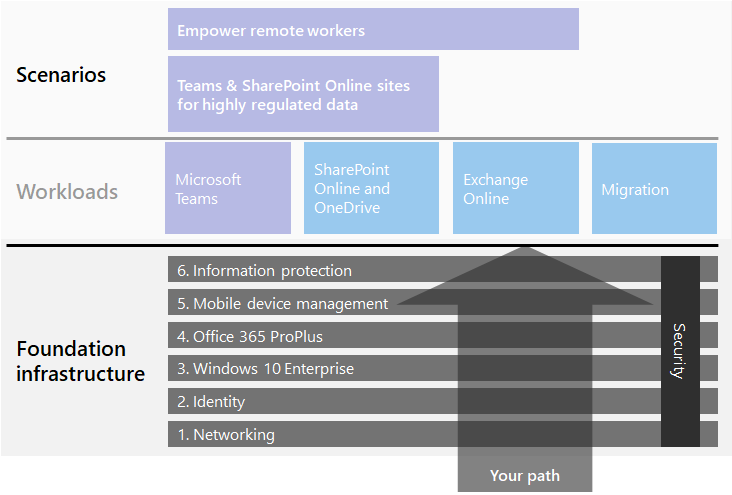 Scenarios
Empower remote workers
Teams & SharePoint Online sites
for highly regulated data
Workloads
Microsoft
Teams
SharePoint
Online and
OneDrive
Exchange
Online
Migration
Foundation
infrastructure
6. Information protection
5. Mobile device management
4. Office 365 ProPlus
3. Windows 10 Enterprise
2. Identity
1. Networking
Security
Your path